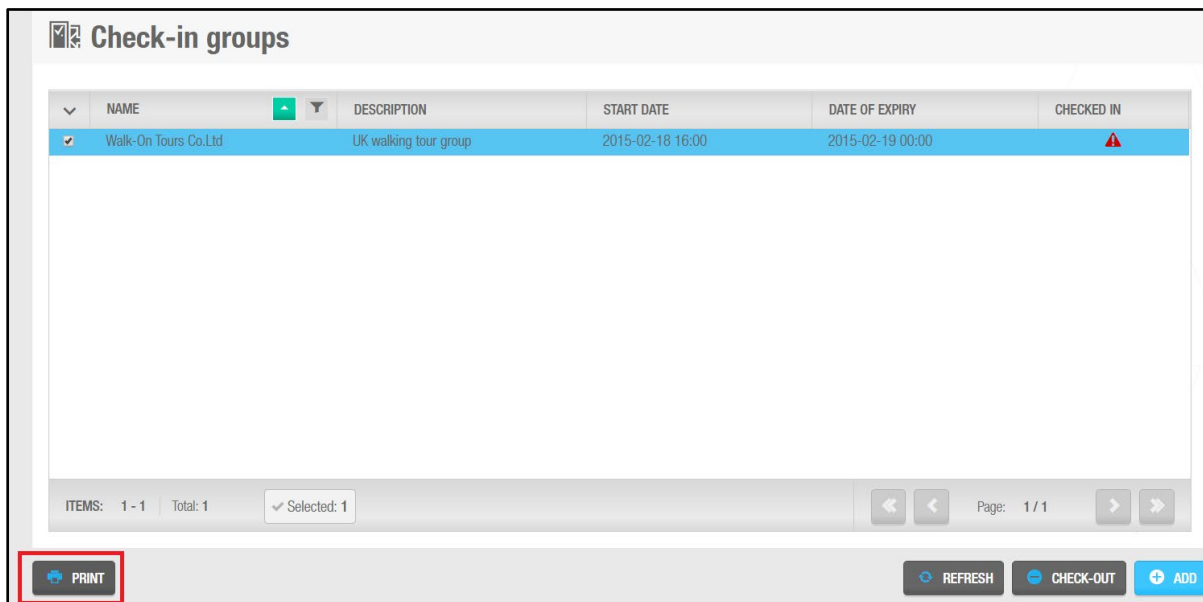 Check-in groups
NAME DESCRIPTION START DATE DATE OF EXPIRY CHECKED IN
Walk-On Tours Co.Ltd UK walking tour group 2015-02-18 16:00 2015-02-19 00:00
ITEMS: 1 - 1 Total: 1 Selected: 1 Page: 1 / 1
PRINT REFRESH CHECK-OUT ADD